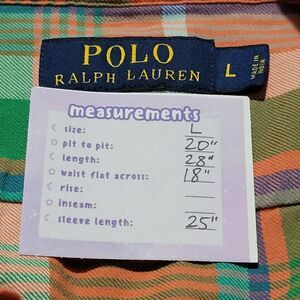 POLO
RALPH LAUREN
L
MADE IN
INDIA
measurements
size: L
pit to pit: 20"
length: 28"
waist flat across: 18"
rise:
inseam:
sleeve length: 25"